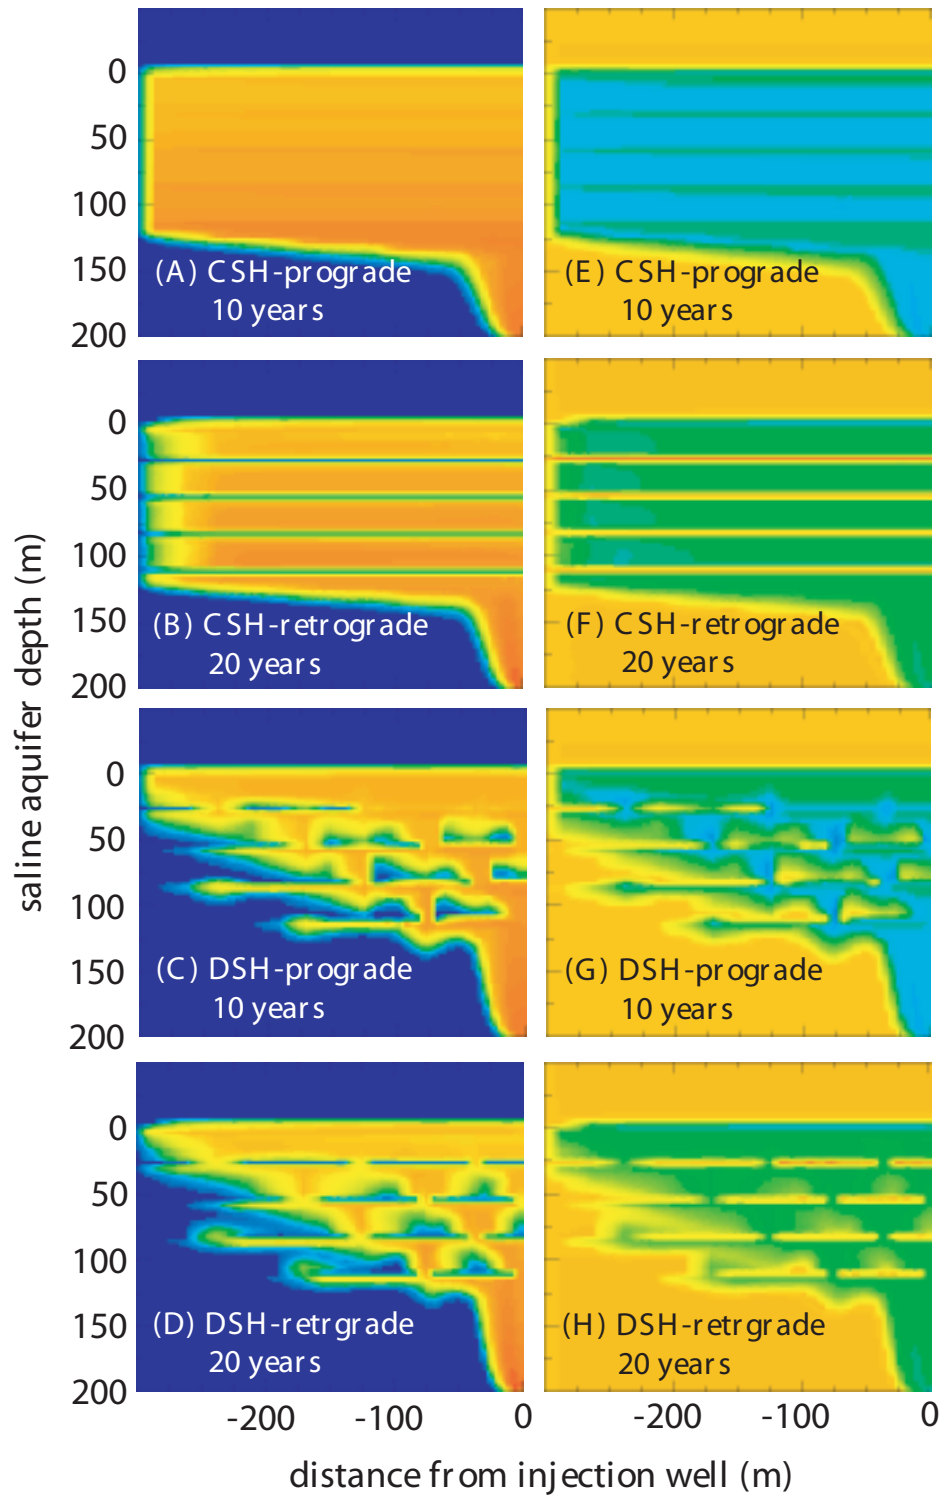 0
50
100
150
200
(A) CSH-prograde
10 years
(E) CSH-prograde
10 years
0
50
100
150
200
(B) CSH-retrograde
20 years
(F) CSH-retrograde
20 years
saline aquifer depth (m)
0
50
100
150
200
(C) DSH-prograde
10 years
(G) DSH-prograde
10 years
0
50
100
150
200
(D) DSH-retrgrade
20 years
(H) DSH-retrgrade
20 years
-200 -100 0 -200 -100 0
distance from injection well (m)